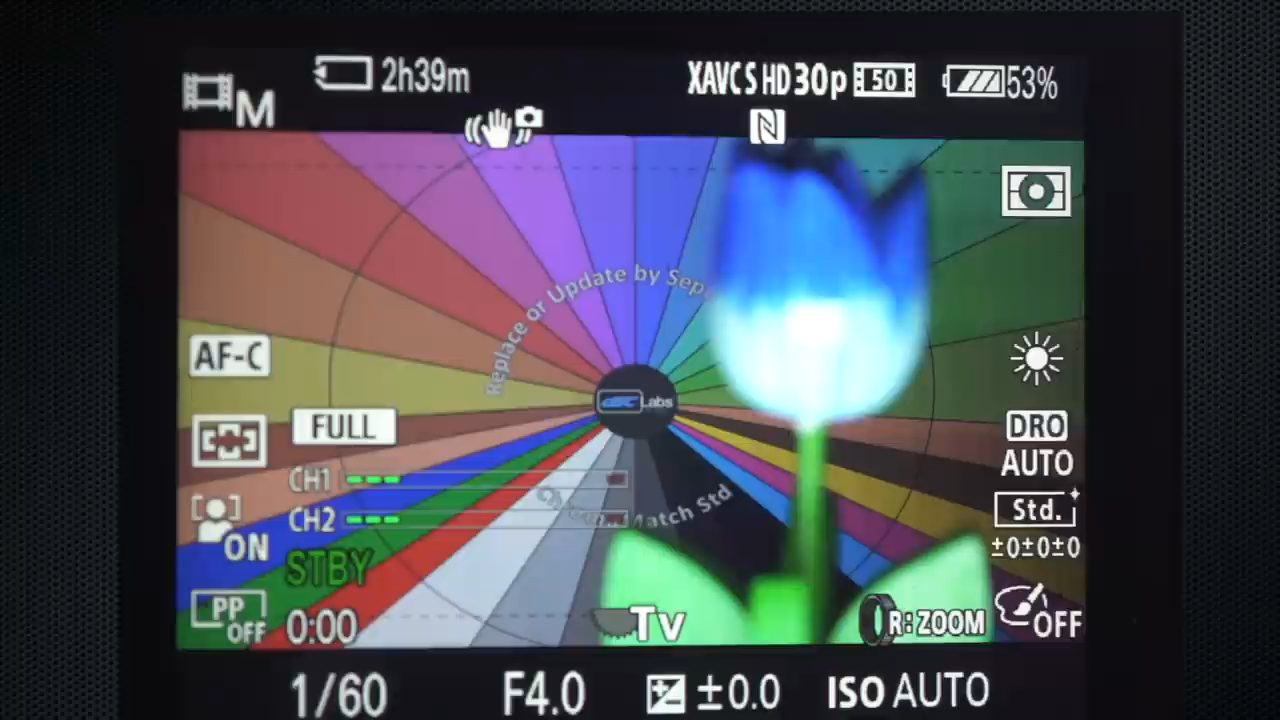 2h39m
XAVC S HD 30p 50
53%
M
N
Replace or Update by Sep
DSC Labs
AF-C
FULL
CH1
CH2
Match Std
DRO
AUTO
Std.
±0±0±0
ON
STBY
PP
OFF
0:00
Tv
R: ZOOM
OFF
1/60
F4.0
±0.0
ISO AUTO